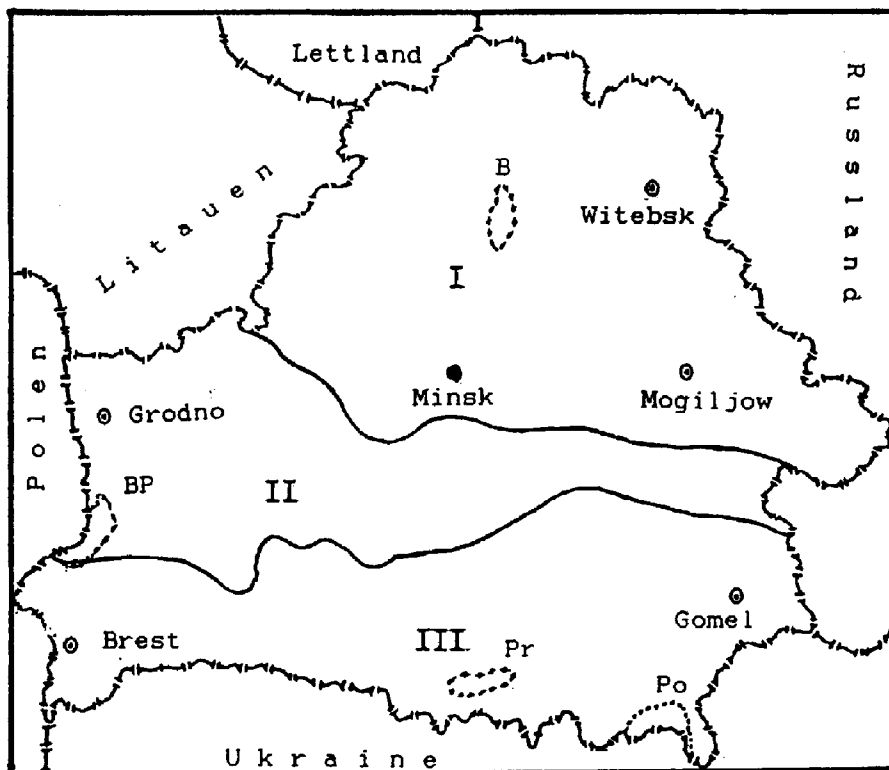 Lettland
Russland
B
Witebsk
Litauen
I
Polen
Minsk
Mogiljow
Grodno
BP
II
Gomel
Brest
III
Pr
Po
Ukraine